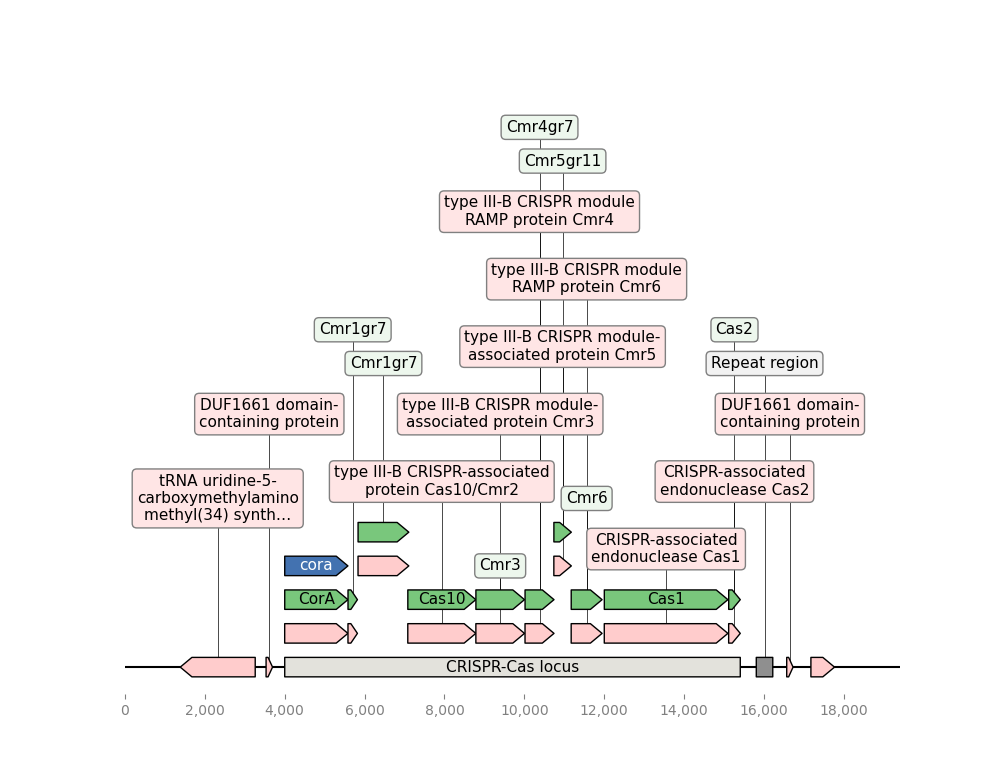 Cmr4gr7
Cmr5gr11
type III-B CRISPR module
RAMP protein Cmr4
type III-B CRISPR module
RAMP protein Cmr6
Cmr1gr7
Cas2
type III-B CRISPR module-
associated protein Cmr5
Cmr1gr7
Repeat region
DUF1661 domain-
containing protein
type III-B CRISPR module-
associated protein Cmr3
DUF1661 domain-
containing protein
tRNA uridine-5-
carboxymethylamino
methyl(34) synth…
type III-B CRISPR-associated
protein Cas10/Cmr2
CRISPR-associated
endonuclease Cas2
Cmr6
CRISPR-associated
endonuclease Cas1
cora
Cmr3
CorA
Cas10
Cas1
CRISPR-Cas locus
0
2,000
4,000
6,000
8,000
10,000
12,000
14,000
16,000
18,000